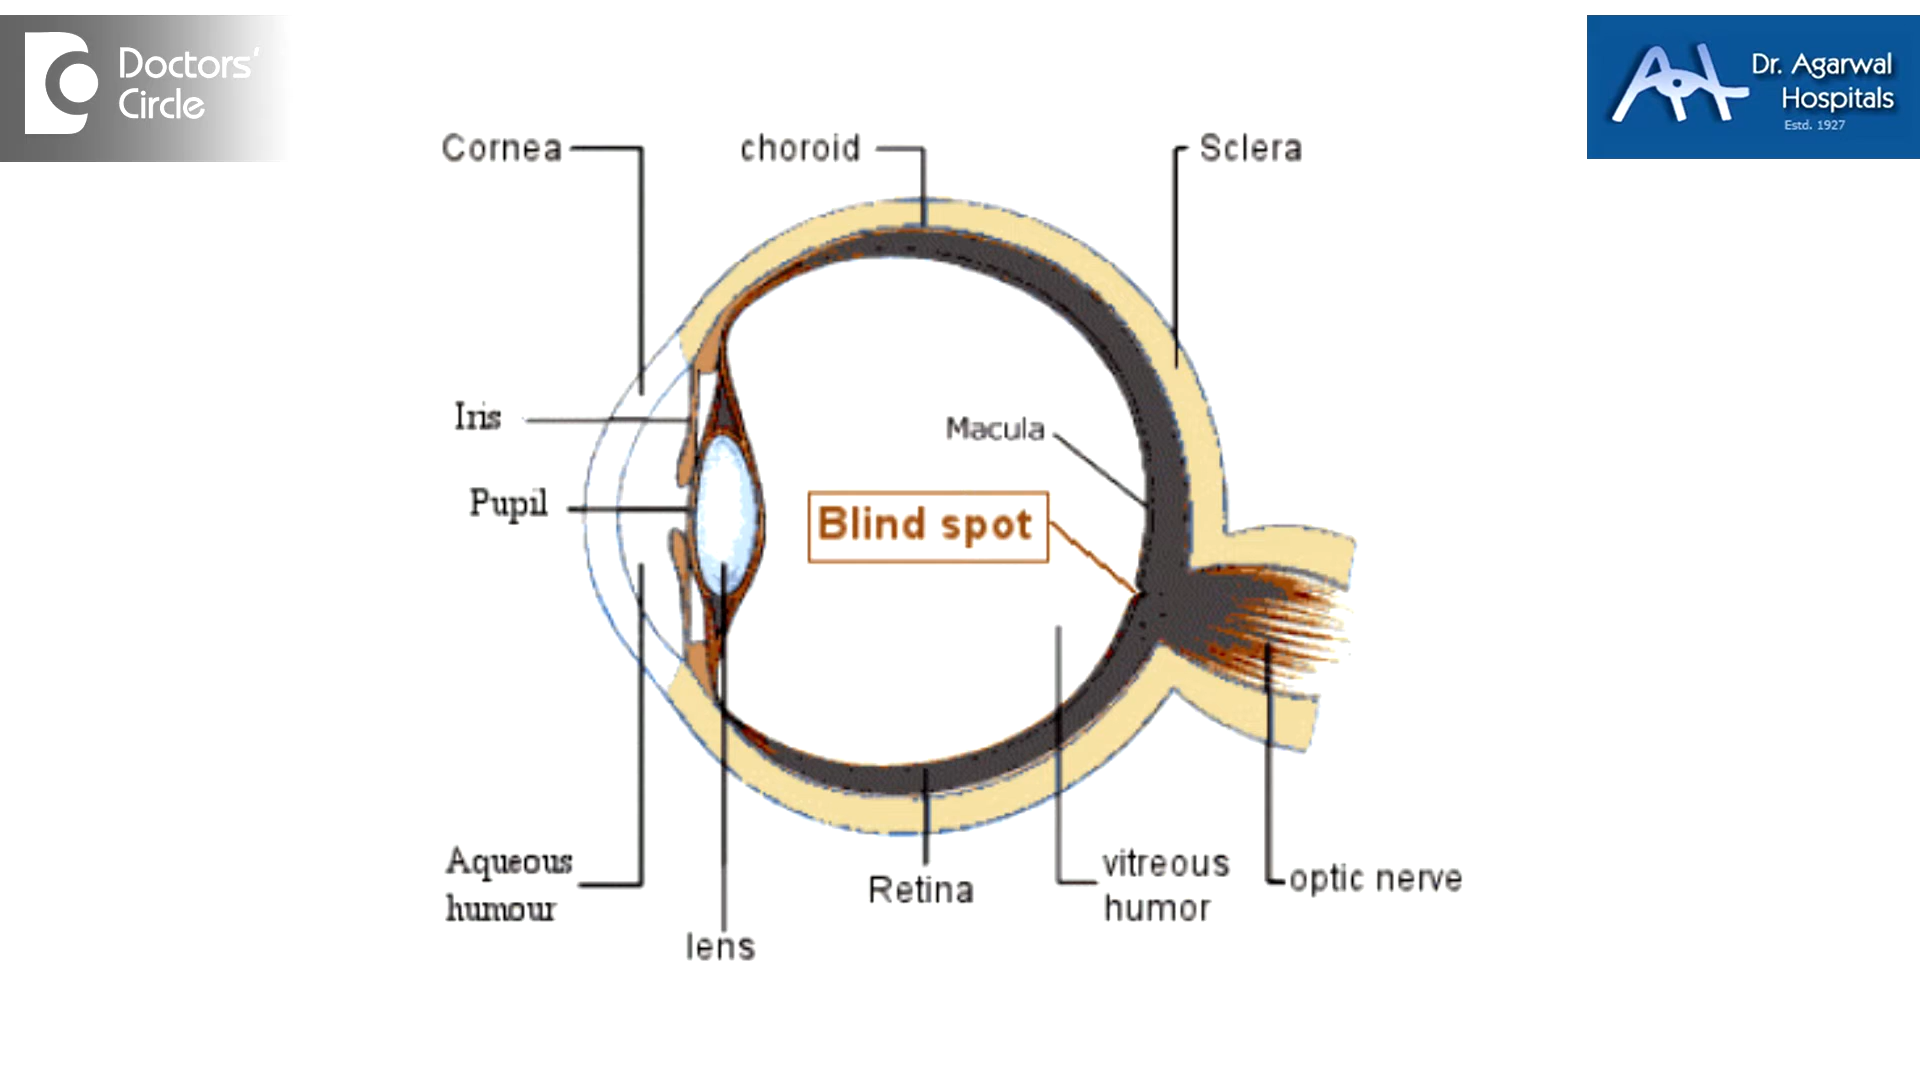 Doctors'
Circle
Dr. Agarwal
Hospitals
Estd. 1927
Cornea
choroid
Sclera
Iris
Macula
Pupil
Blind spot
Aqueous
humour
vitreous
humor
optic nerve
Retina
lens